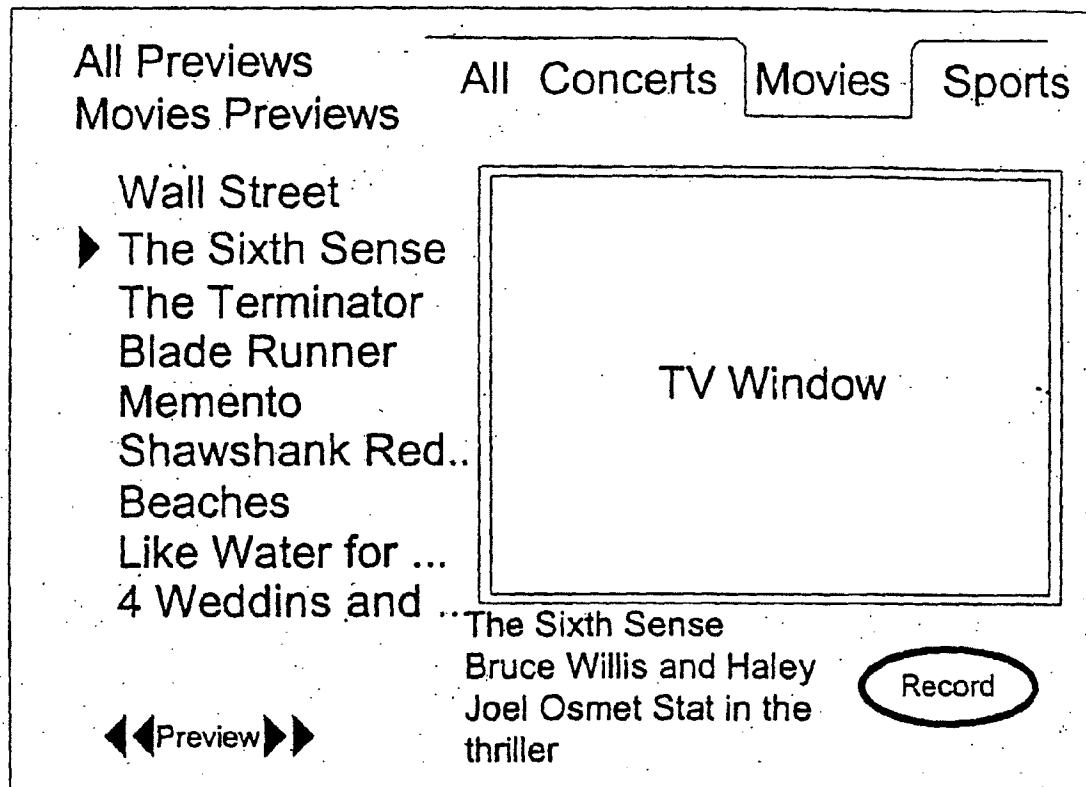 All Previews
Movies Previews
All Concerts Movies Sports
Wall Street
The Sixth Sense
The Terminator
Blade Runner
Memento
Shawshank Red..
Beaches
Like Water for ...
4 Weddins and ...
TV Window
The Sixth Sense
Bruce Willis and Haley
Joel Osmet Stat in the
thriller
Record
Preview